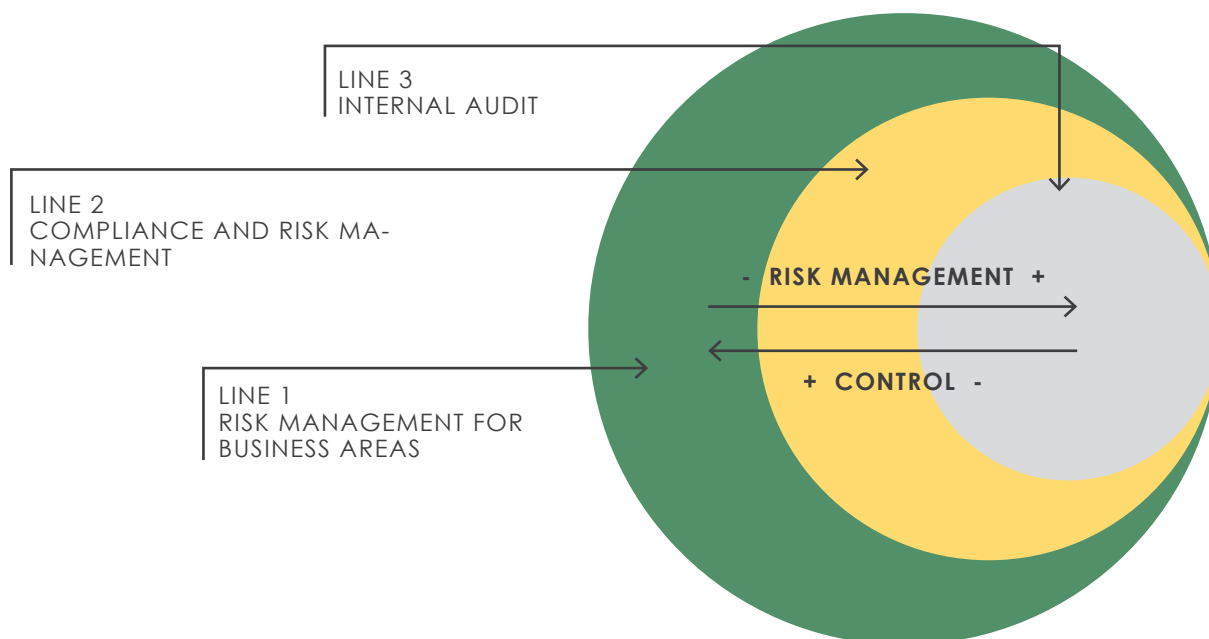 LINE 3
INTERNAL AUDIT
LINE 2
COMPLIANCE AND RISK MA-
NAGEMENT
- RISK MANAGEMENT +
+ CONTROL -
LINE 1
RISK MANAGEMENT FOR
BUSINESS AREAS